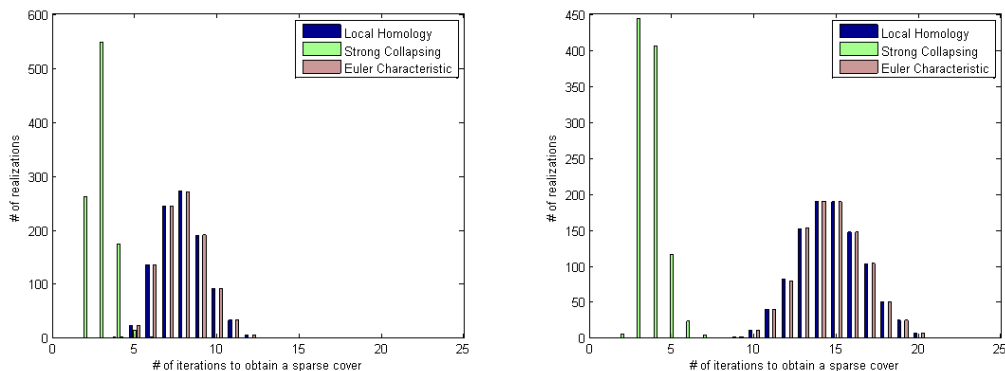 600
500
400
300
200
100
0
# of realizations
0
5
10
15
20
25
# of iterations to obtain a sparse cover
Local Homology
Strong Collapsing
Euler Characteristic
450
400
350
300
250
200
150
100
50
0
# of realizations
0
5
10
15
20
25
# of iterations to obtain a sparse cover
Local Homology
Strong Collapsing
Euler Characteristic